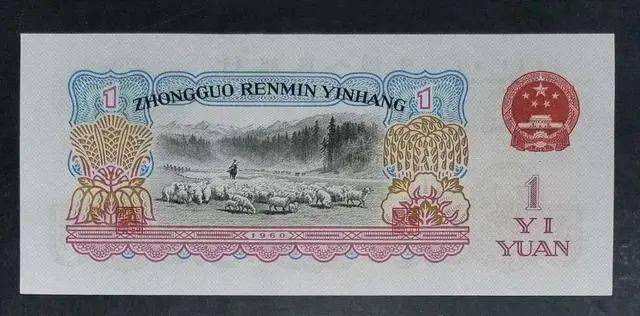 1
ZHONGGUO RENMIN YINHANG
1
1960
1
YI
YUAN